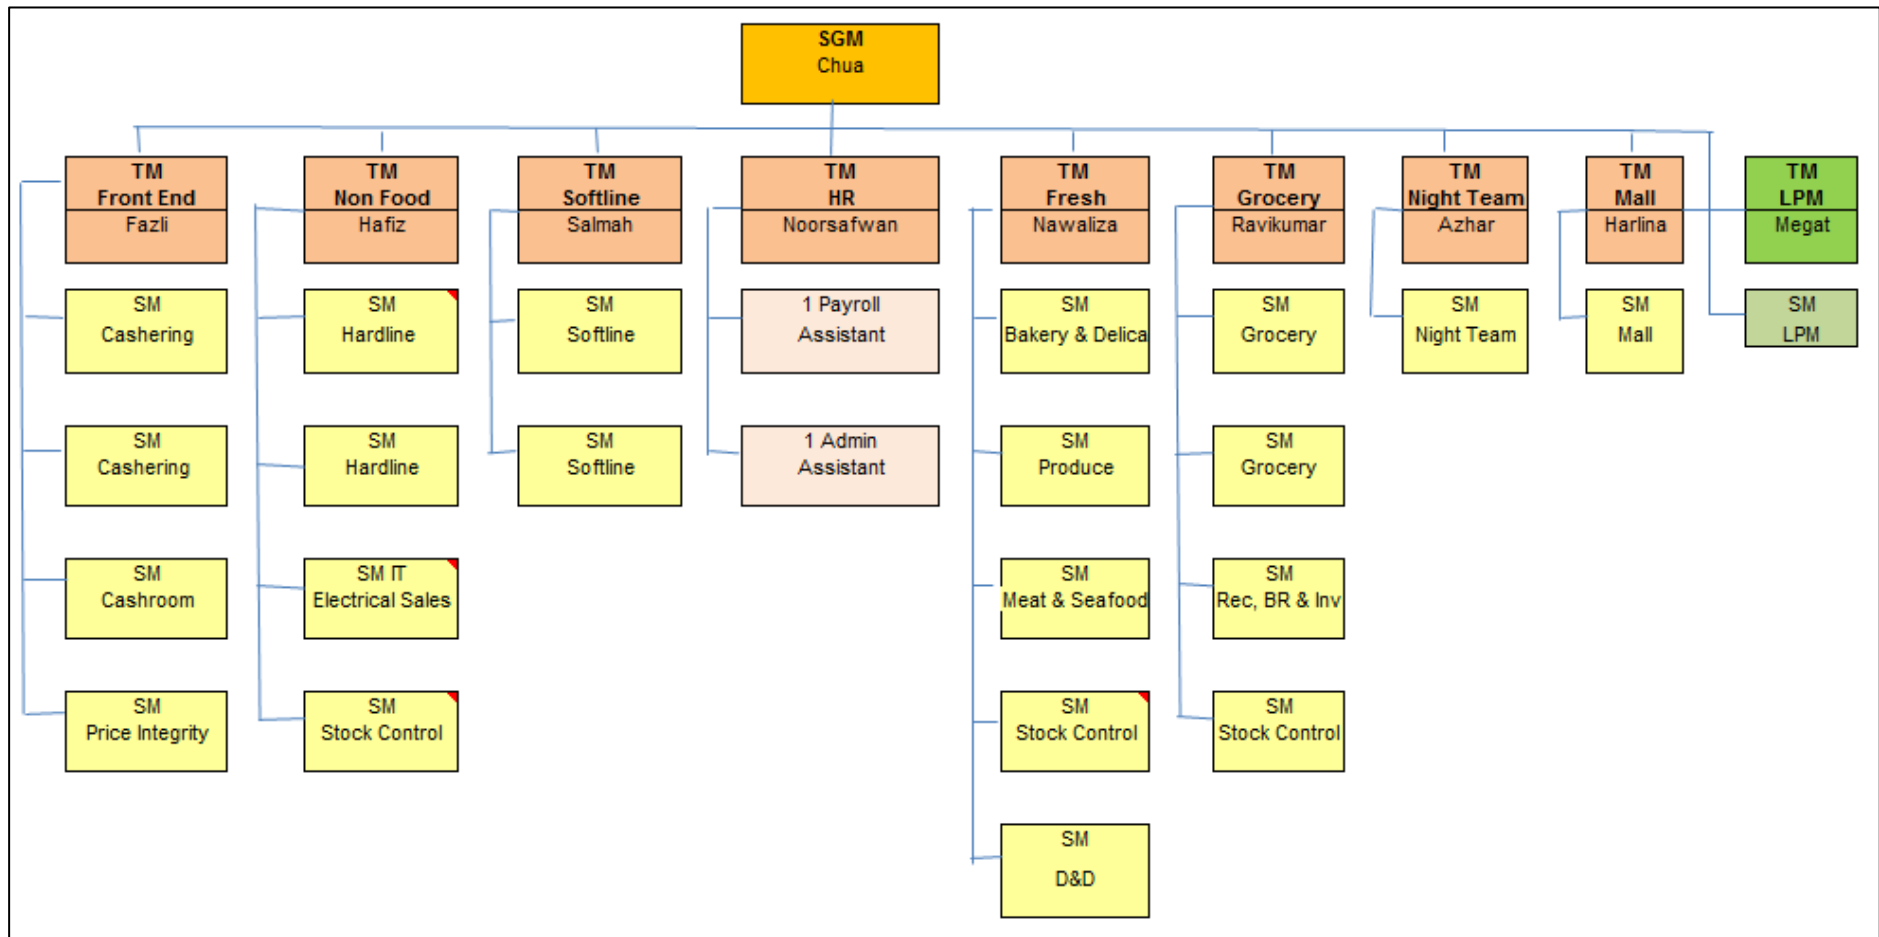 SGM
Chua
TM
Front End
Fazli
TM
Non Food
Hafiz
TM
Softline
Salmah
TM
HR
Noorsafwan
TM
Fresh
Nawaliza
TM
Grocery
Ravikumar
TM
Night Team
Azhar
TM
Mall
Harlina
TM
LPM
Megat
SM
Cashering
SM
Hardline
SM
Softline
1 Payroll
Assistant
SM
Bakery & Delica
SM
Grocery
SM
Night Team
SM
Mall
SM
LPM
SM
Cashering
SM
Hardline
SM
Softline
1 Admin
Assistant
SM
Produce
SM
Grocery
SM
Cashroom
SM IT
Electrical Sales
SM
Meat & Seafood
SM
Rec, BR & Inv
SM
Price Integrity
SM
Stock Control
SM
Stock Control
SM
Stock Control
SM
D&D